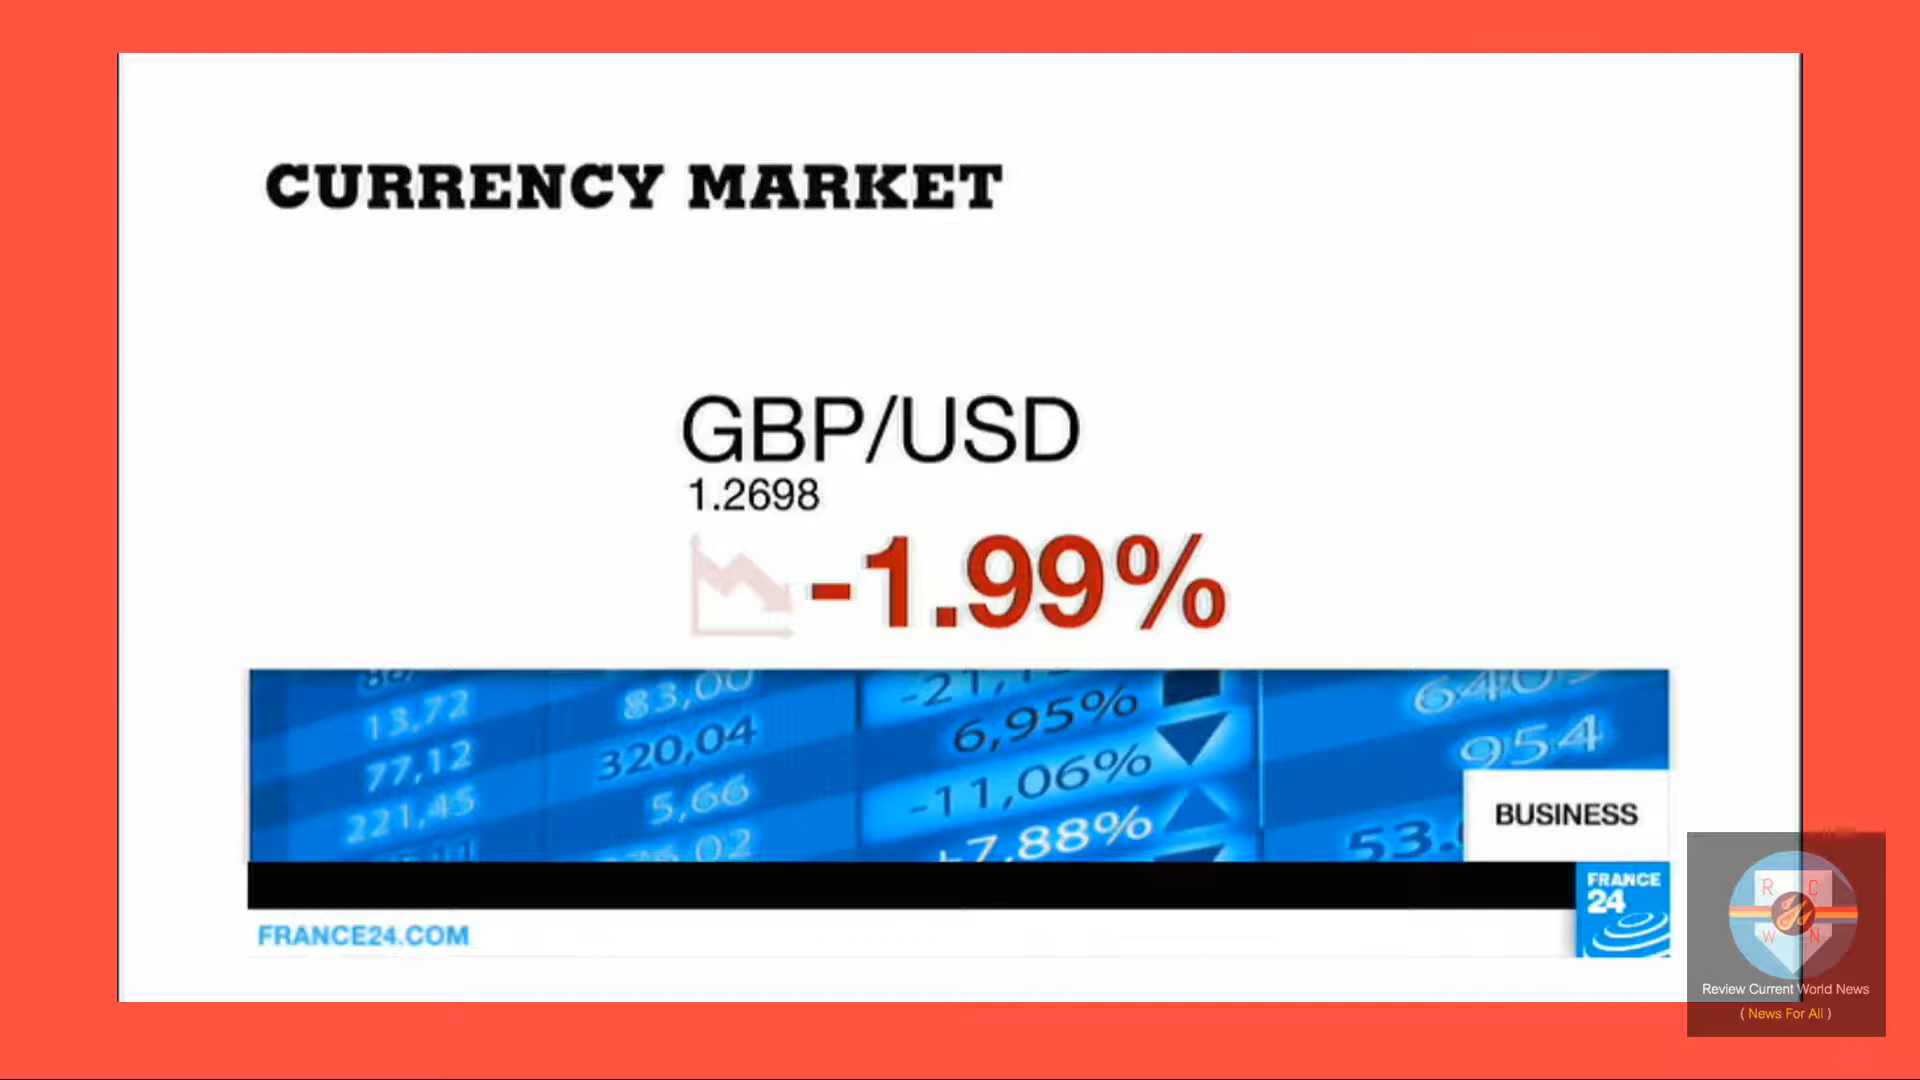 CURRENCY MARKET
GBP/USD
1.2698
-1.99%
13,72
77,12
221,45
83,00
320,04
5,66
6,95%
-11,06%
+7,88%
954
BUSINESS
FRANCE
24
FRANCE24.COM
R C
W N
Review Current World News
( News For All )